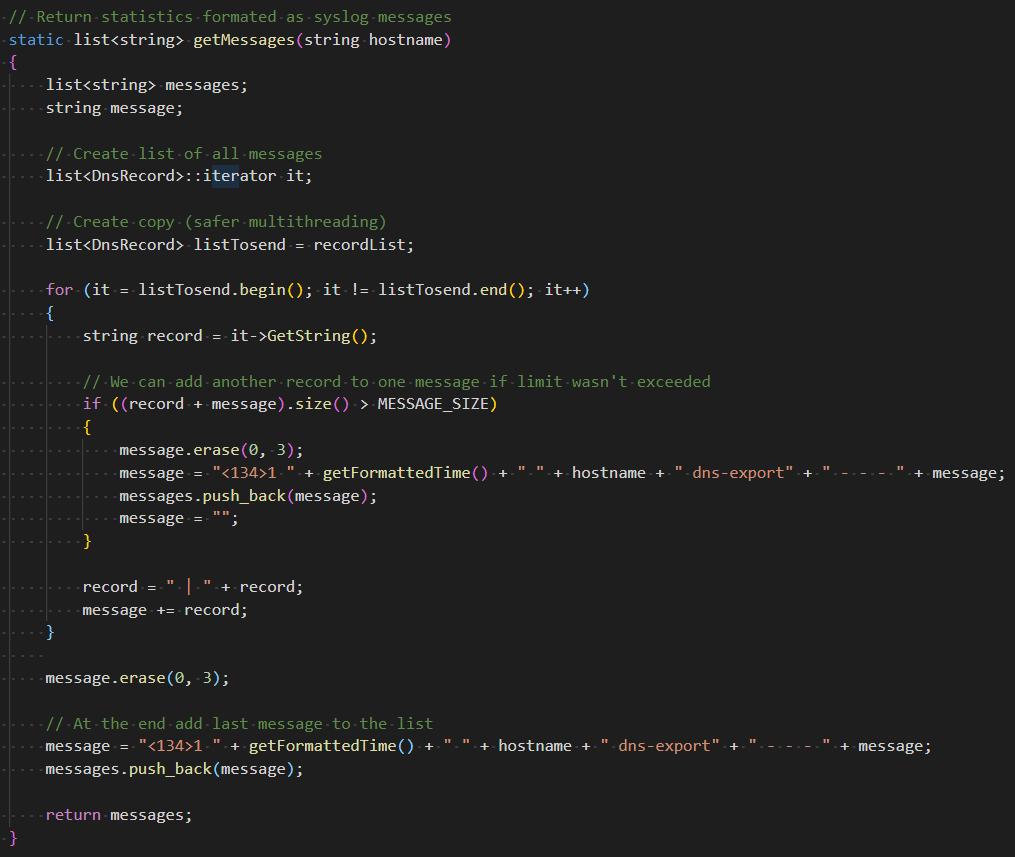 // Return statistics formated as syslog messages
static list<string> getMessages(string hostname)
{
list<string> messages;
string message;
// Create list of all messages
list<DnsRecord>::iterator it;
// Create copy (safer multithreading)
list<DnsRecord> listTosend = recordList;
for (it = listTosend.begin(); it != listTosend.end(); it++)
{
string record = it->GetString();
// We can add another record to one message if limit wasn't exceeded
if ((record + message).size() > MESSAGE_SIZE)
{
message.erase(0, 3);
message = "<134>1 " + getFormattedTime() + " " + hostname + " dns-export" + " - - - " + message;
messages.push_back(message);
message = "";
}
record = " | " + record;
message += record;
}
message.erase(0, 3);
// At the end add last message to the list
message = "<134>1 " + getFormattedTime() + " " + hostname + " dns-export" + " - - - " + message;
messages.push_back(message);
return messages;
}